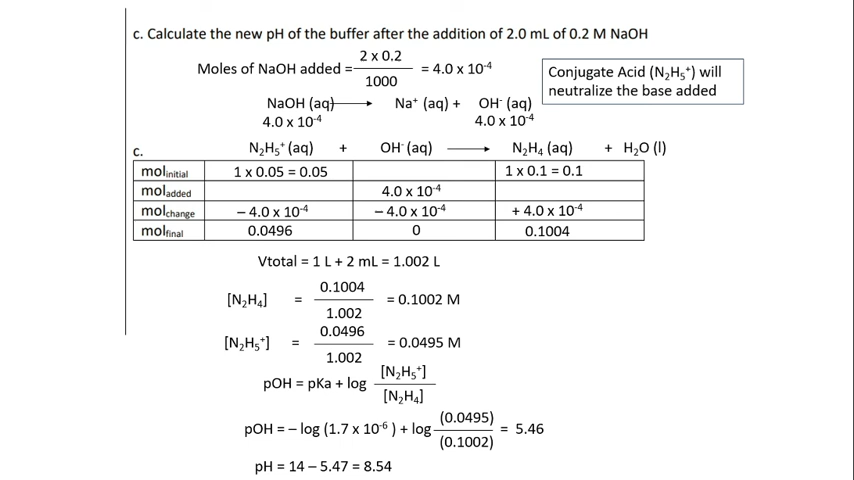 c. Calculate the new pH of the buffer after the addition of 2.0 mL of 0.2 M NaOH
Moles of NaOH added = 2 x 0.2 / 1000 = 4.0 x 10⁻⁴
Conjugate Acid (N₂H₅⁺) will
neutralize the base added
NaOH (aq) ⟶ Na⁺ (aq) + OH⁻ (aq)
4.0 x 10⁻⁴ 4.0 x 10⁻⁴
c. N₂H₅⁺ (aq) + OH⁻ (aq) ⟶ N₂H₄ (aq) + H₂O (l)
mol_initial 1 x 0.05 = 0.05 1 x 0.1 = 0.1
mol_added 4.0 x 10⁻⁴
mol_change – 4.0 x 10⁻⁴ – 4.0 x 10⁻⁴ + 4.0 x 10⁻⁴
mol_final 0.0496 0 0.1004
Vtotal = 1 L + 2 mL = 1.002 L
[N₂H₄] = 0.1004 / 1.002 = 0.1002 M
[N₂H₅⁺] = 0.0496 / 1.002 = 0.0495 M
pOH = pKa + log [N₂H₅⁺] / [N₂H₄]
pOH = – log (1.7 x 10⁻⁶ ) + log (0.0495) / (0.1002) = 5.46
pH = 14 – 5.47 = 8.54